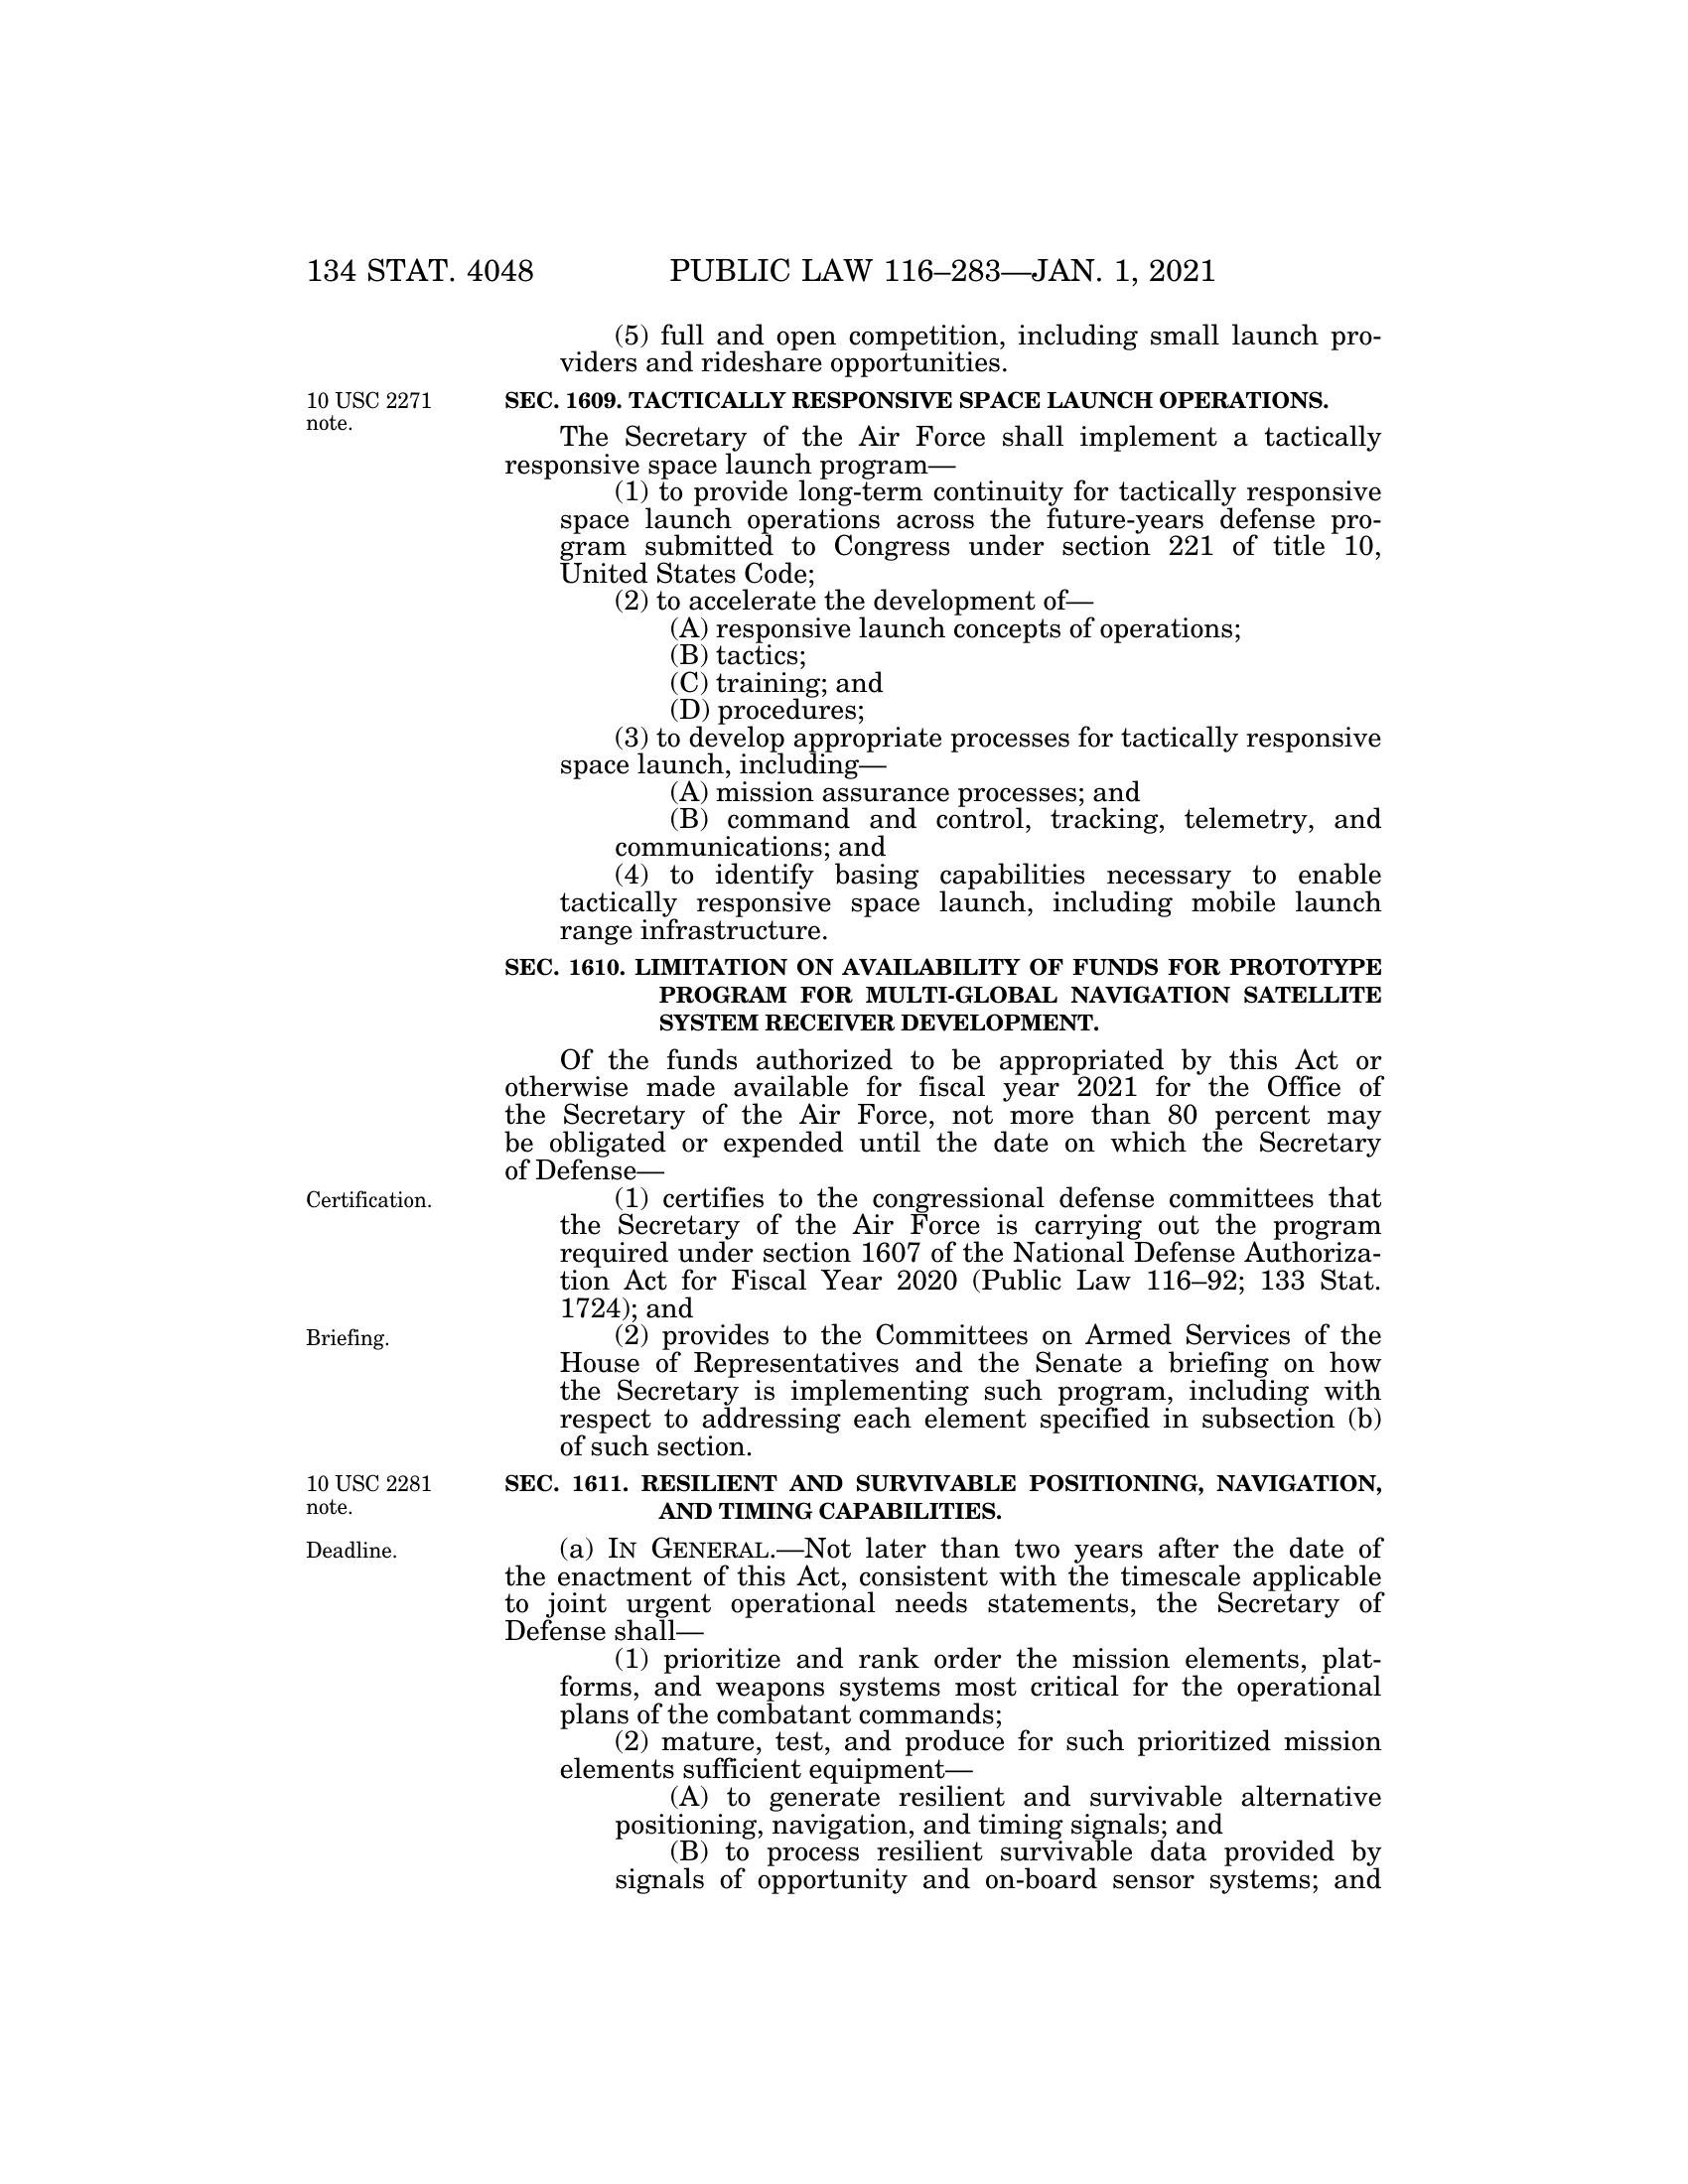 134 STAT. 4048
PUBLIC LAW 116–283—JAN. 1, 2021
(5) full and open competition, including small launch pro-
viders and rideshare opportunities.
10 USC 2271
note.
SEC. 1609. TACTICALLY RESPONSIVE SPACE LAUNCH OPERATIONS.
The Secretary of the Air Force shall implement a tactically
responsive space launch program—
(1) to provide long-term continuity for tactically responsive
space launch operations across the future-years defense pro-
gram submitted to Congress under section 221 of title 10,
United States Code;
(2) to accelerate the development of—
(A) responsive launch concepts of operations;
(B) tactics;
(C) training; and
(D) procedures;
(3) to develop appropriate processes for tactically responsive
space launch, including—
(A) mission assurance processes; and
(B) command and control, tracking, telemetry, and
communications; and
(4) to identify basing capabilities necessary to enable
tactically responsive space launch, including mobile launch
range infrastructure.
SEC. 1610. LIMITATION ON AVAILABILITY OF FUNDS FOR PROTOTYPE
PROGRAM FOR MULTI-GLOBAL NAVIGATION SATELLITE
SYSTEM RECEIVER DEVELOPMENT.
Of the funds authorized to be appropriated by this Act or
otherwise made available for fiscal year 2021 for the Office of
the Secretary of the Air Force, not more than 80 percent may
be obligated or expended until the date on which the Secretary
of Defense—
Certification.
(1) certifies to the congressional defense committees that
the Secretary of the Air Force is carrying out the program
required under section 1607 of the National Defense Authoriza-
tion Act for Fiscal Year 2020 (Public Law 116–92; 133 Stat.
1724); and
Briefing.
(2) provides to the Committees on Armed Services of the
House of Representatives and the Senate a briefing on how
the Secretary is implementing such program, including with
respect to addressing each element specified in subsection (b)
of such section.
10 USC 2281
note.
SEC. 1611. RESILIENT AND SURVIVABLE POSITIONING, NAVIGATION,
AND TIMING CAPABILITIES.
Deadline.
(a) IN GENERAL.—Not later than two years after the date of
the enactment of this Act, consistent with the timescale applicable
to joint urgent operational needs statements, the Secretary of
Defense shall—
(1) prioritize and rank order the mission elements, plat-
forms, and weapons systems most critical for the operational
plans of the combatant commands;
(2) mature, test, and produce for such prioritized mission
elements sufficient equipment—
(A) to generate resilient and survivable alternative
positioning, navigation, and timing signals; and
(B) to process resilient survivable data provided by
signals of opportunity and on-board sensor systems; and